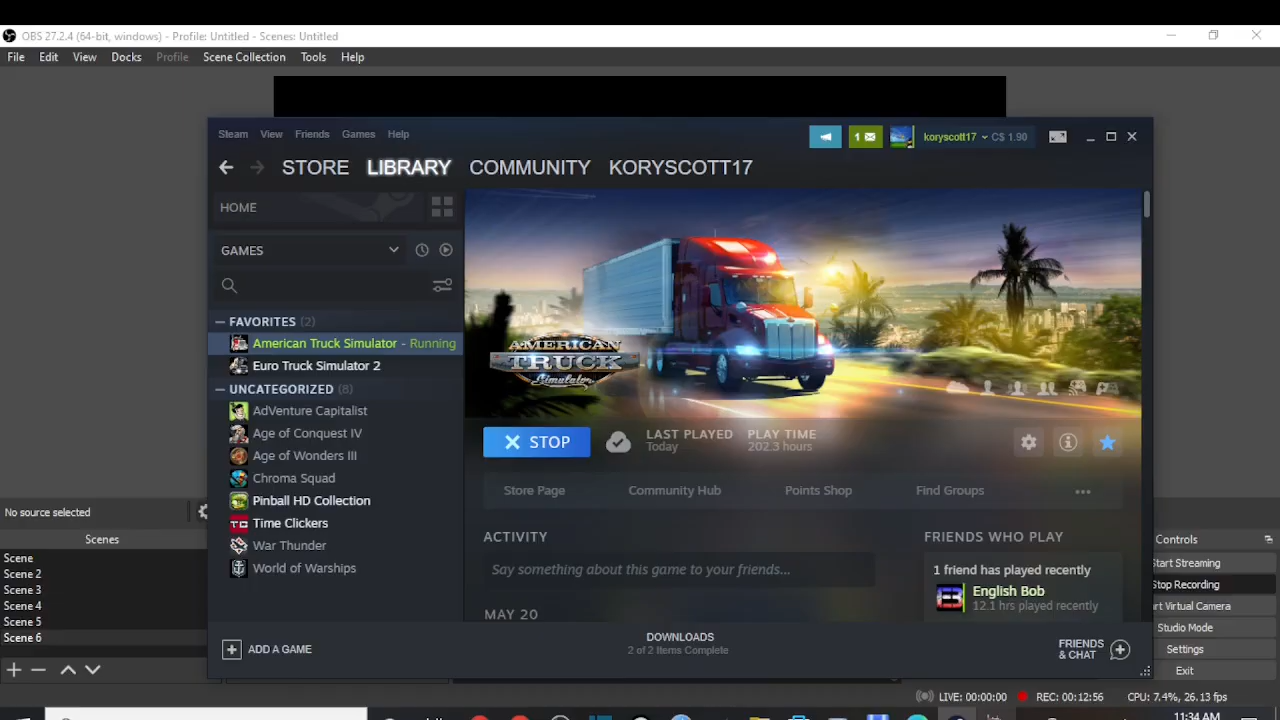 OBS 27.2.4 (64-bit, windows) - Profile: Untitled - Scenes: Untitled
File Edit View Docks Profile Scene Collection Tools Help
Steam View Friends Games Help
1 koryscott17 C$ 1.90
STORE LIBRARY COMMUNITY KORYSCOTT17
HOME
GAMES
FAVORITES (2)
American Truck Simulator - Running
Euro Truck Simulator 2
UNCATEGORIZED (8)
AdVenture Capitalist
Age of Conquest IV
Age of Wonders III
Chroma Squad
Pinball HD Collection
Time Clickers
War Thunder
World of Warships
AMERICAN
TRUCK
Simulator
STOP
LAST PLAYED
Today
PLAY TIME
202.3 hours
Store Page Community Hub Points Shop Find Groups
ACTIVITY
Say something about this game to your friends...
MAY 20
FRIENDS WHO PLAY
1 friend has played recently
English Bob
12.1 hrs played recently
ADD A GAME
DOWNLOADS
2 of 2 Items Complete
FRIENDS
& CHAT
No source selected
Scenes
Scene
Scene 2
Scene 3
Scene 4
Scene 5
Scene 6
Controls
Start Streaming
Stop Recording
rt Virtual Camera
Studio Mode
Settings
Exit
LIVE: 00:00:00 REC: 00:12:56 CPU: 7.4%, 26.13 fps
11:34 AM